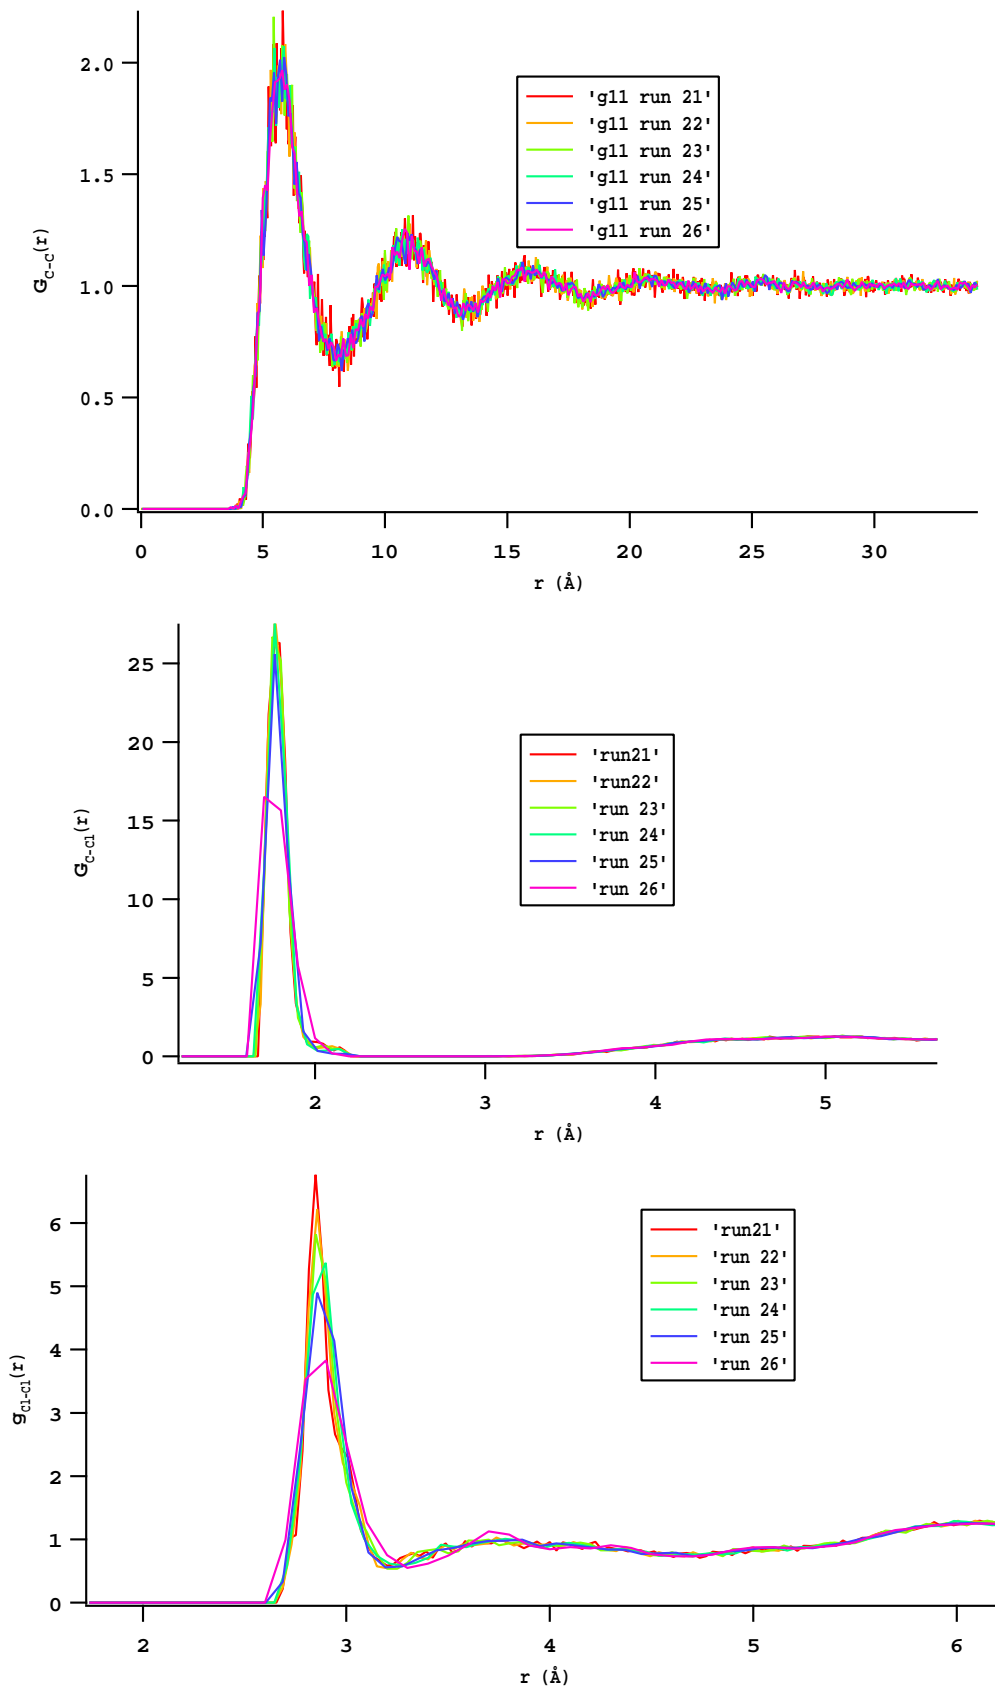 2.0
1.5
1.0
0.5
0.0
G_C-C(r)
'g11 run 21'
'g11 run 22'
'g11 run 23'
'g11 run 24'
'g11 run 25'
'g11 run 26'
0 5 10 15 20 25 30
r (Å)
25
20
15
10
5
0
G_C-Cl(r)
'run21'
'run22'
'run 23'
'run 24'
'run 25'
'run 26'
2 3 4 5
r (Å)
6
5
4
3
2
1
0
g_Cl-Cl(r)
'run21'
'run 22'
'run 23'
'run 24'
'run 25'
'run 26'
2 3 4 5 6
r (Å)